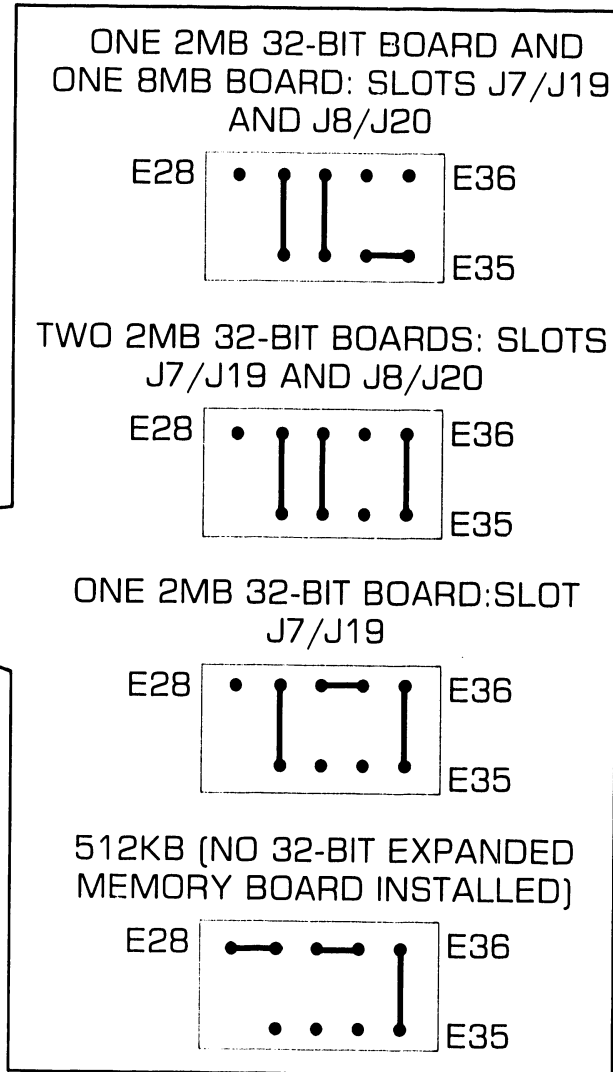 ONE 2MB 32-BIT BOARD AND
ONE 8MB BOARD: SLOTS J7/J19
AND J8/J20
E28 E36
E35
TWO 2MB 32-BIT BOARDS: SLOTS
J7/J19 AND J8/J20
E28 E36
E35
ONE 2MB 32-BIT BOARD:SLOT
J7/J19
E28 E36
E35
512KB (NO 32-BIT EXPANDED
MEMORY BOARD INSTALLED)
E28 E36
E35